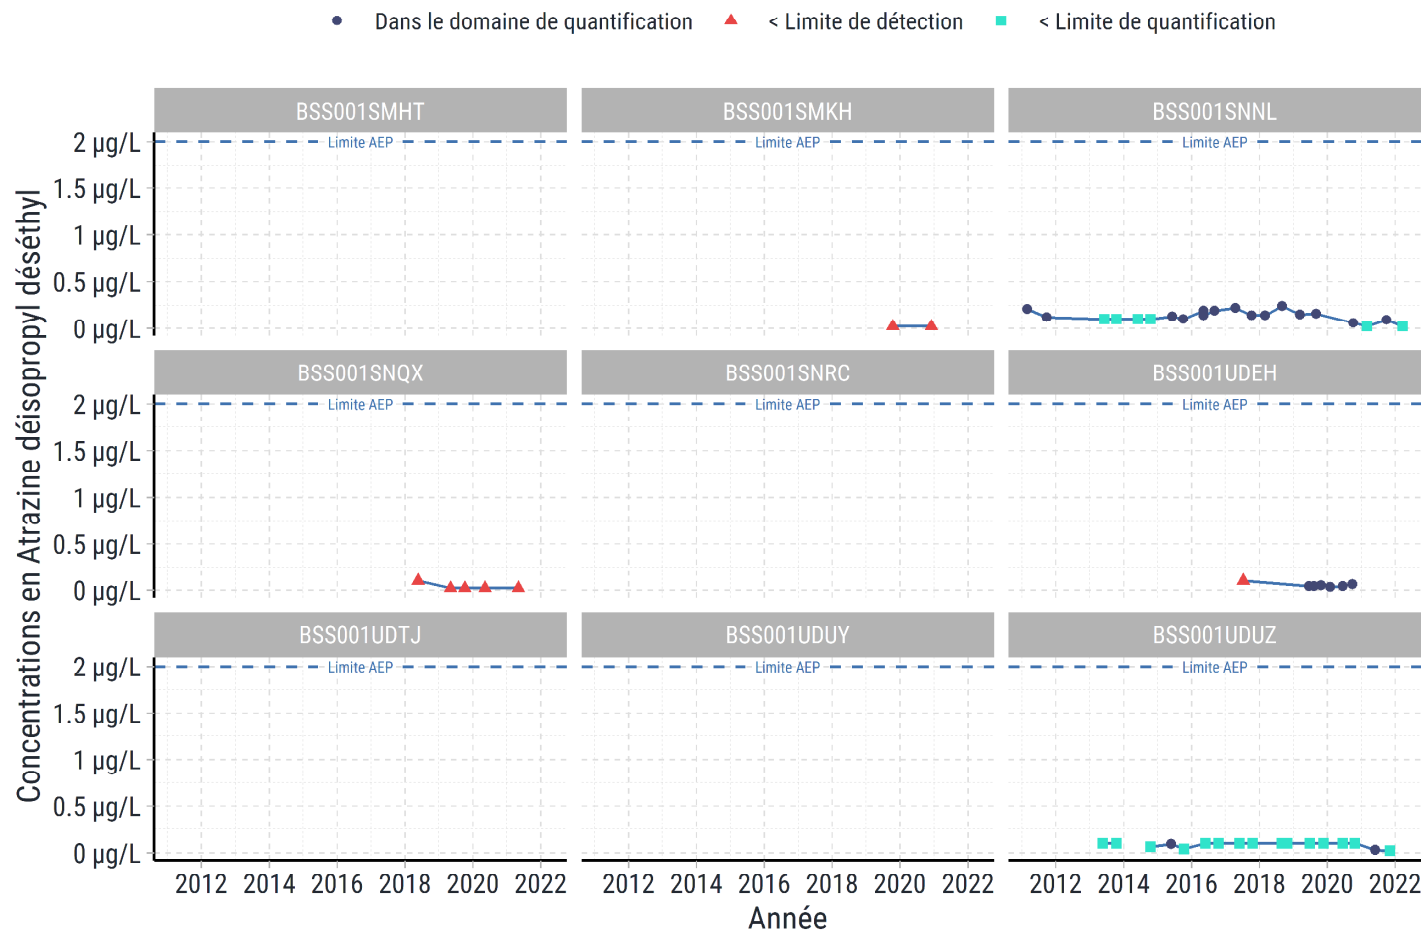 Dans le domaine de quantification < Limite de détection < Limite de quantification
BSS001SMHT BSS001SMKH BSS001SNNL
2 µg/L Limite AEP Limite AEP Limite AEP
1.5 µg/L
1 µg/L
0.5 µg/L
0 µg/L
BSS001SNQX BSS001SNRC BSS001UDEH
2 µg/L Limite AEP Limite AEP Limite AEP
1.5 µg/L
1 µg/L
0.5 µg/L
0 µg/L
BSS001UDTJ BSS001UDUY BSS001UDUZ
2 µg/L Limite AEP Limite AEP Limite AEP
1.5 µg/L
1 µg/L
0.5 µg/L
0 µg/L
2012 2014 2016 2018 2020 2022 2012 2014 2016 2018 2020 2022 2012 2014 2016 2018 2020 2022
Année
Concentrations en Atrazine déisopropyl déséthyl